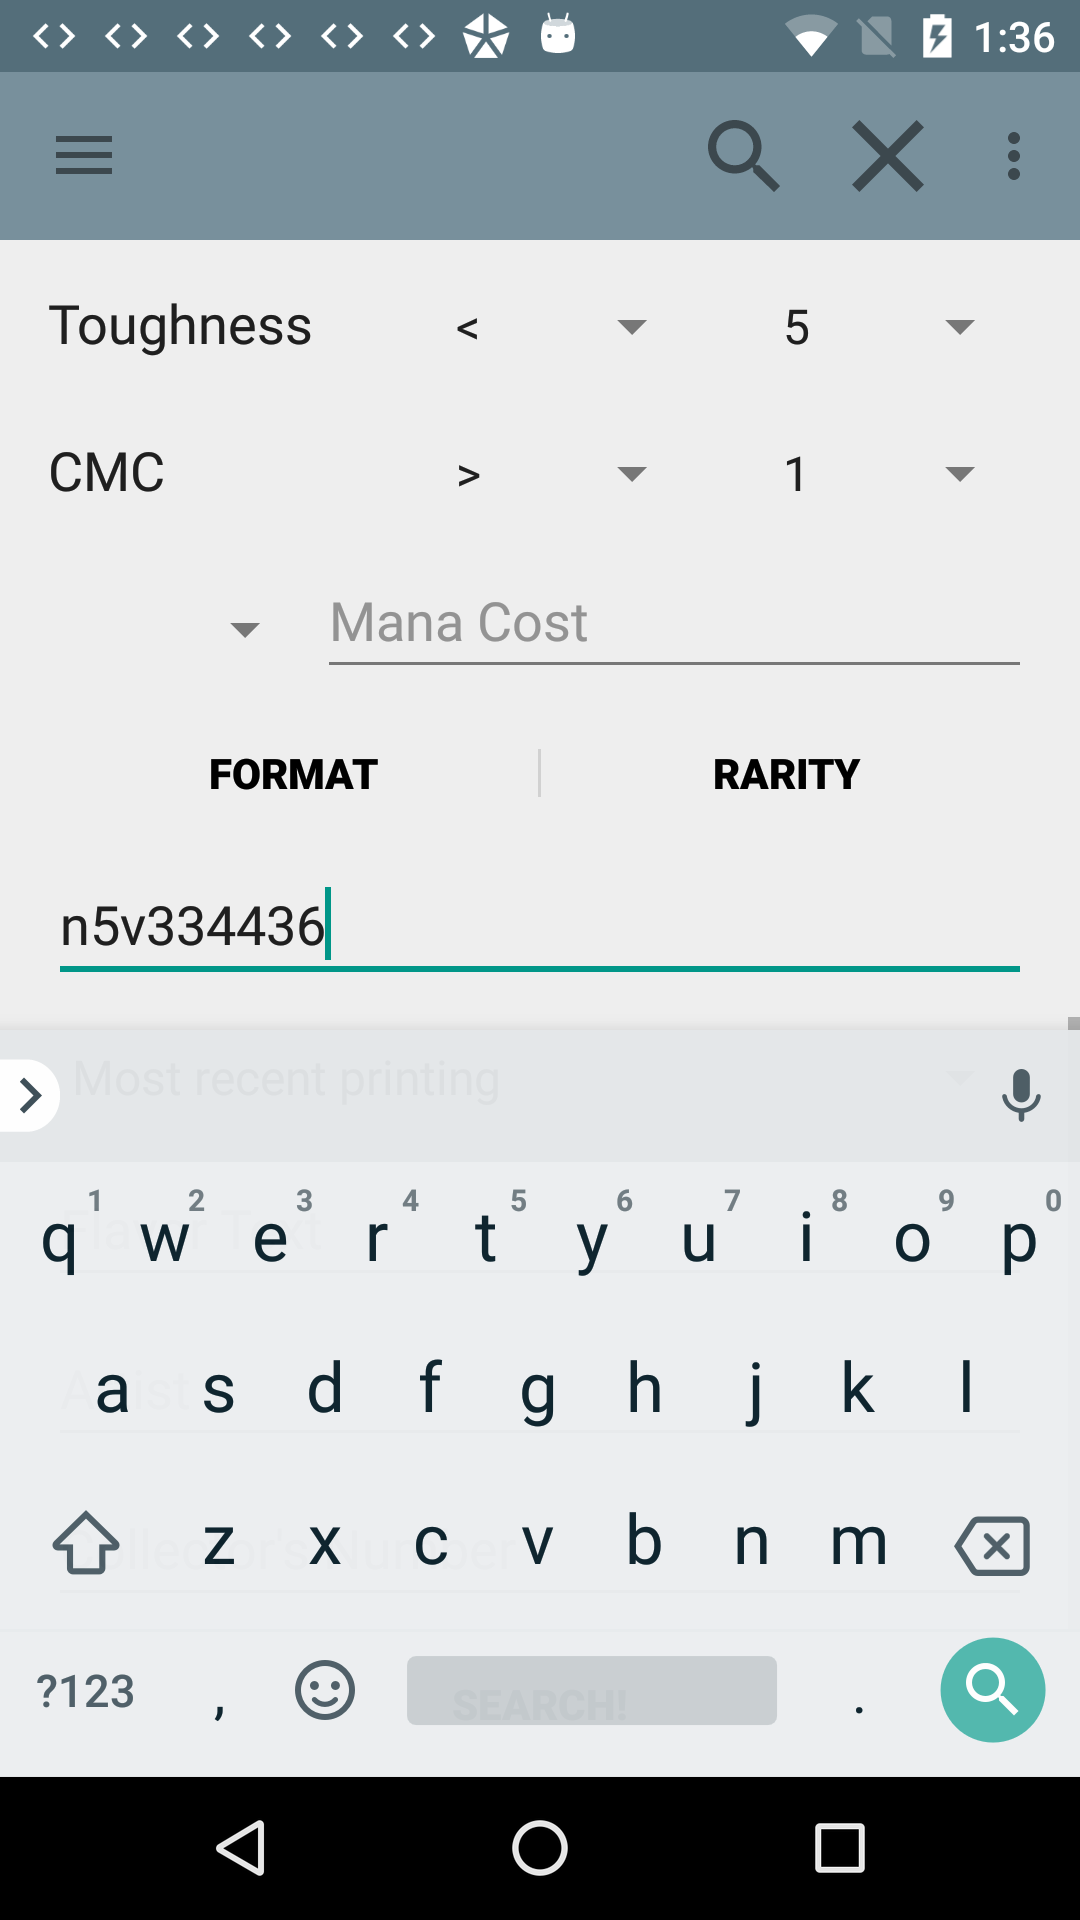 1:36
Toughness < 5
CMC > 1
Mana Cost
FORMAT RARITY
n5v334436
Most recent printing
1 2 3 4 5 6 7 8 9 0
q w e r t y u i o p
Flavor Text
a s d f g h j k l
Artist
z x c v b n m
Collector's Number
?123 , SEARCH! .